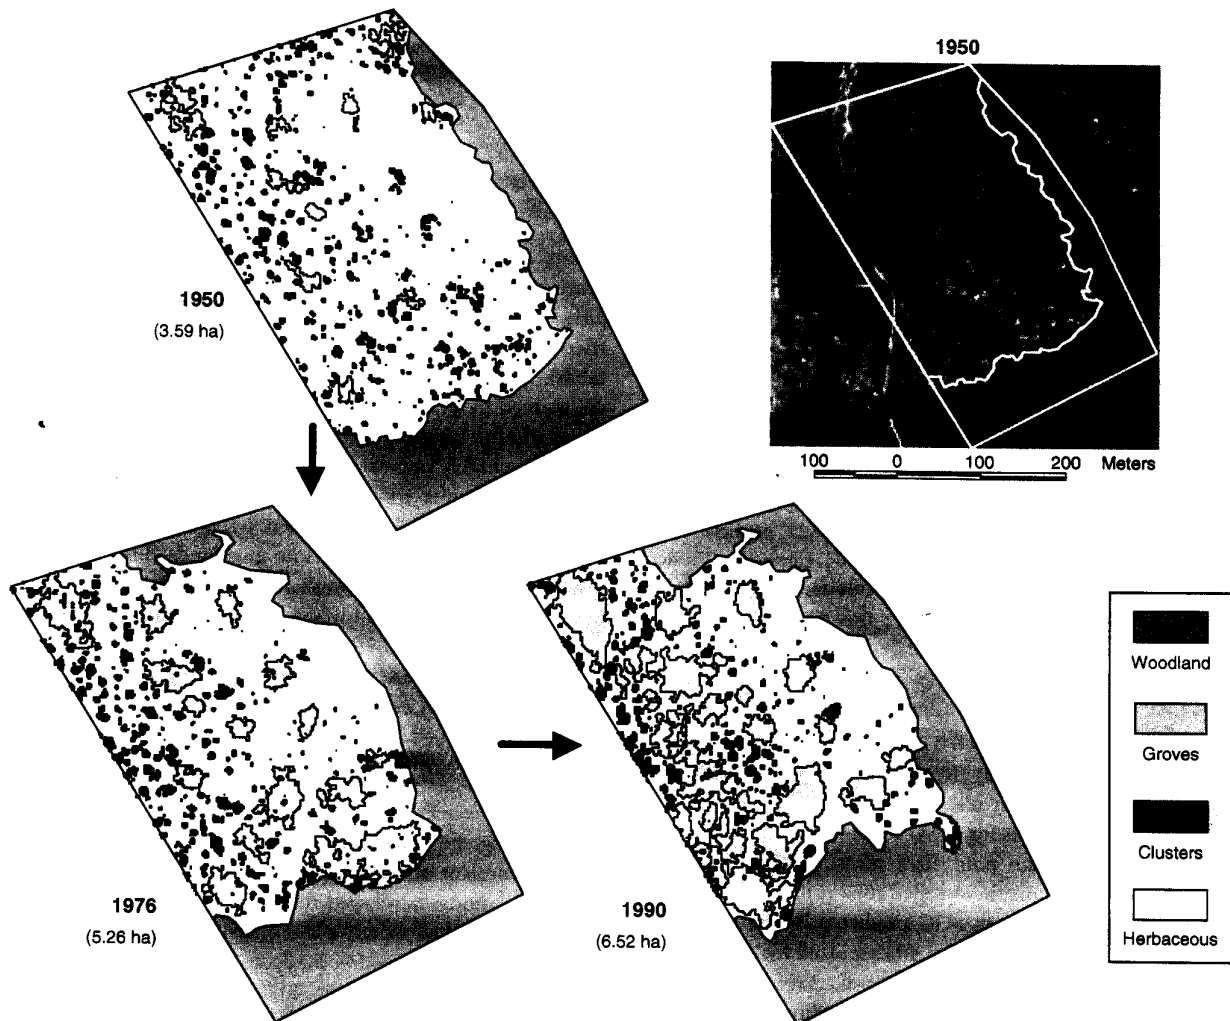 1950
1950
(3.59 ha)
100 0 100 200 Meters
Woodland
Groves
Clusters
Herbaceous
1976
(5.26 ha)
1990
(6.52 ha)